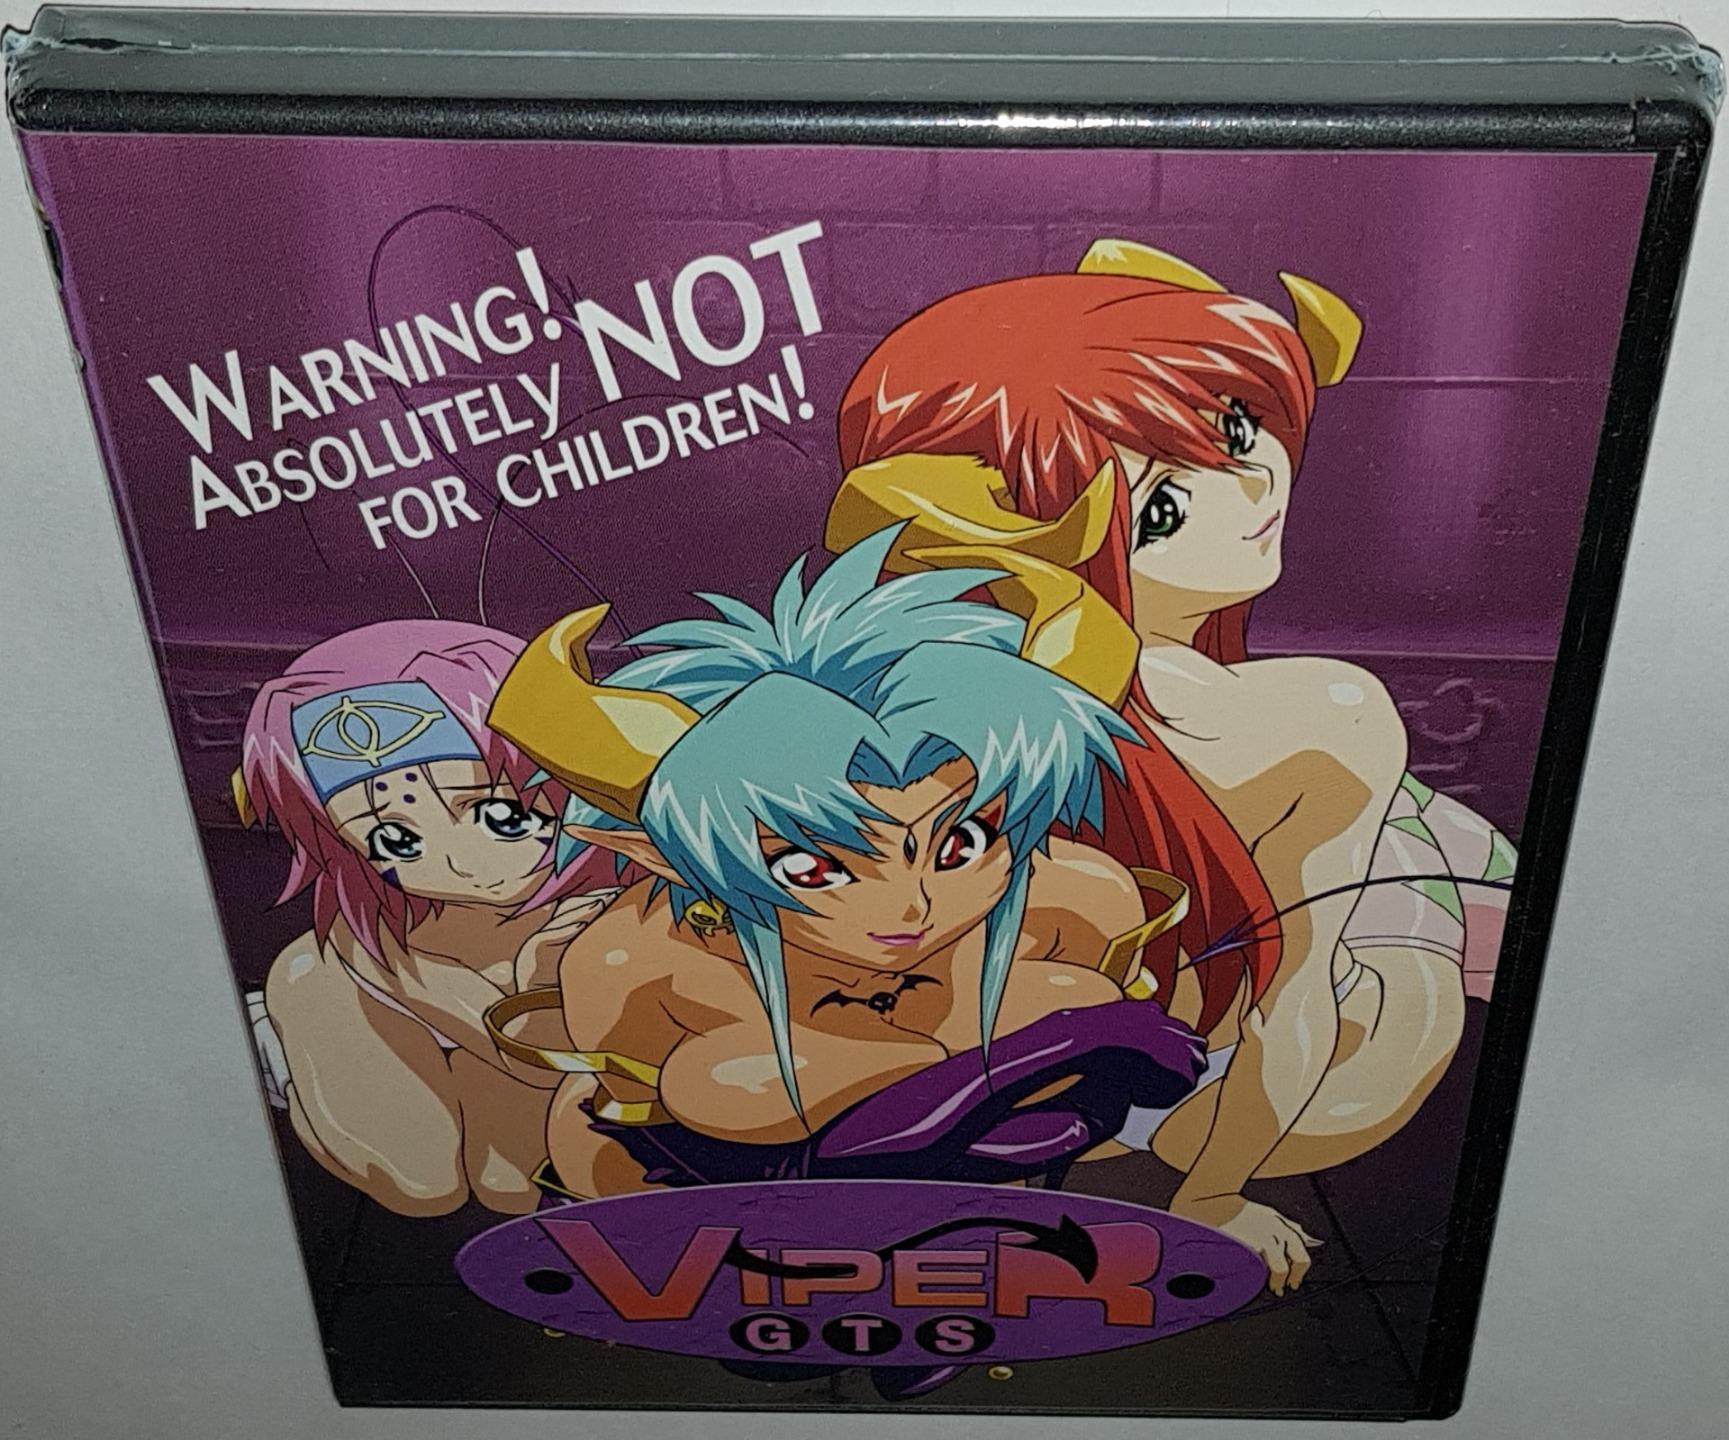 WARNING!
ABSOLUTELY NOT
FOR CHILDREN!
VIPER
GTS